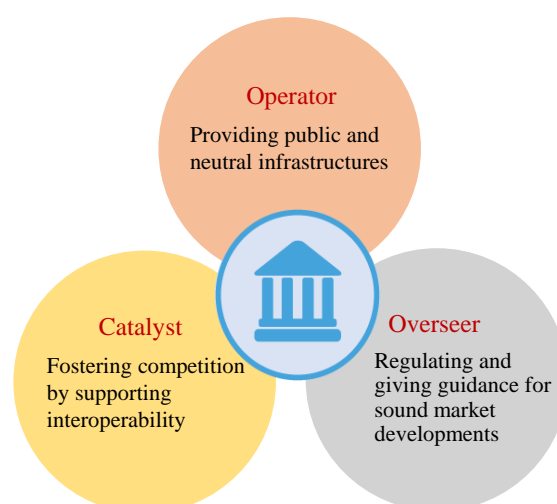 Operator
Providing public and
neutral infrastructures
Catalyst
Fostering competition
by supporting
interoperability
Overseer
Regulating and
giving guidance for
sound market
developments